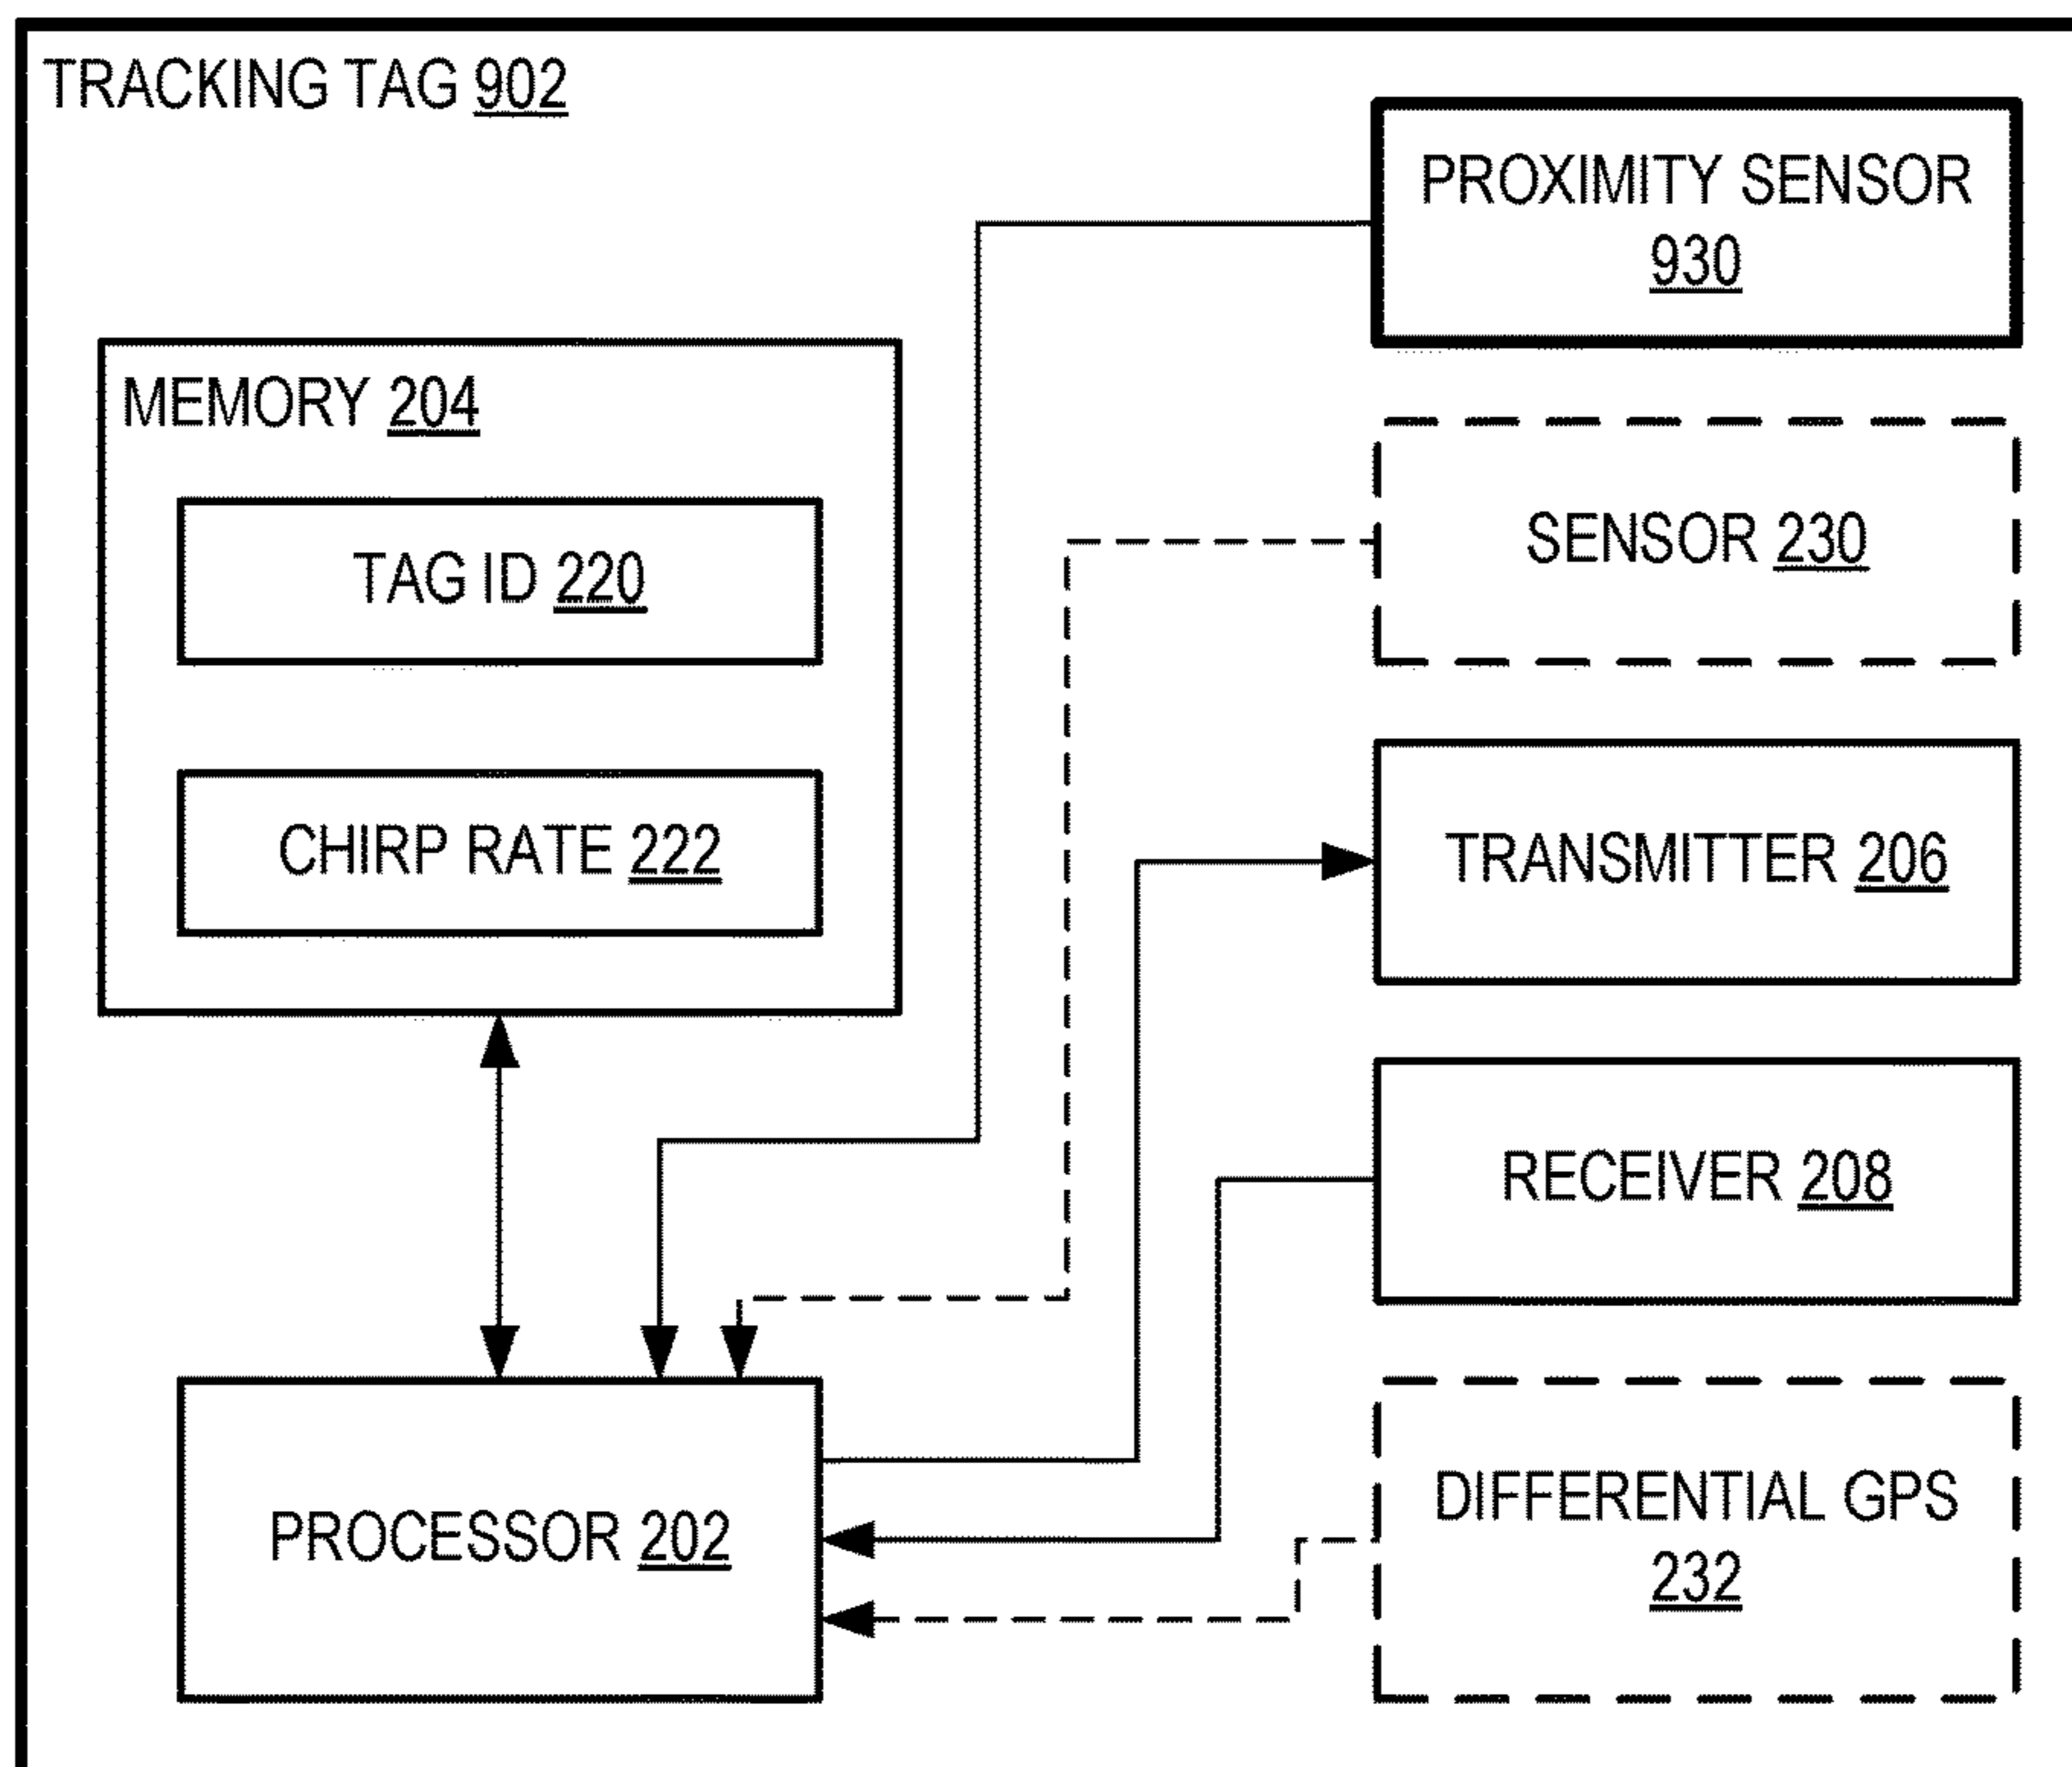 TRACKING TAG 902
PROXIMITY SENSOR
930
MEMORY 204
TAG ID 220
CHIRP RATE 222
SENSOR 230
TRANSMITTER 206
RECEIVER 208
PROCESSOR 202
DIFFERENTIAL GPS
232